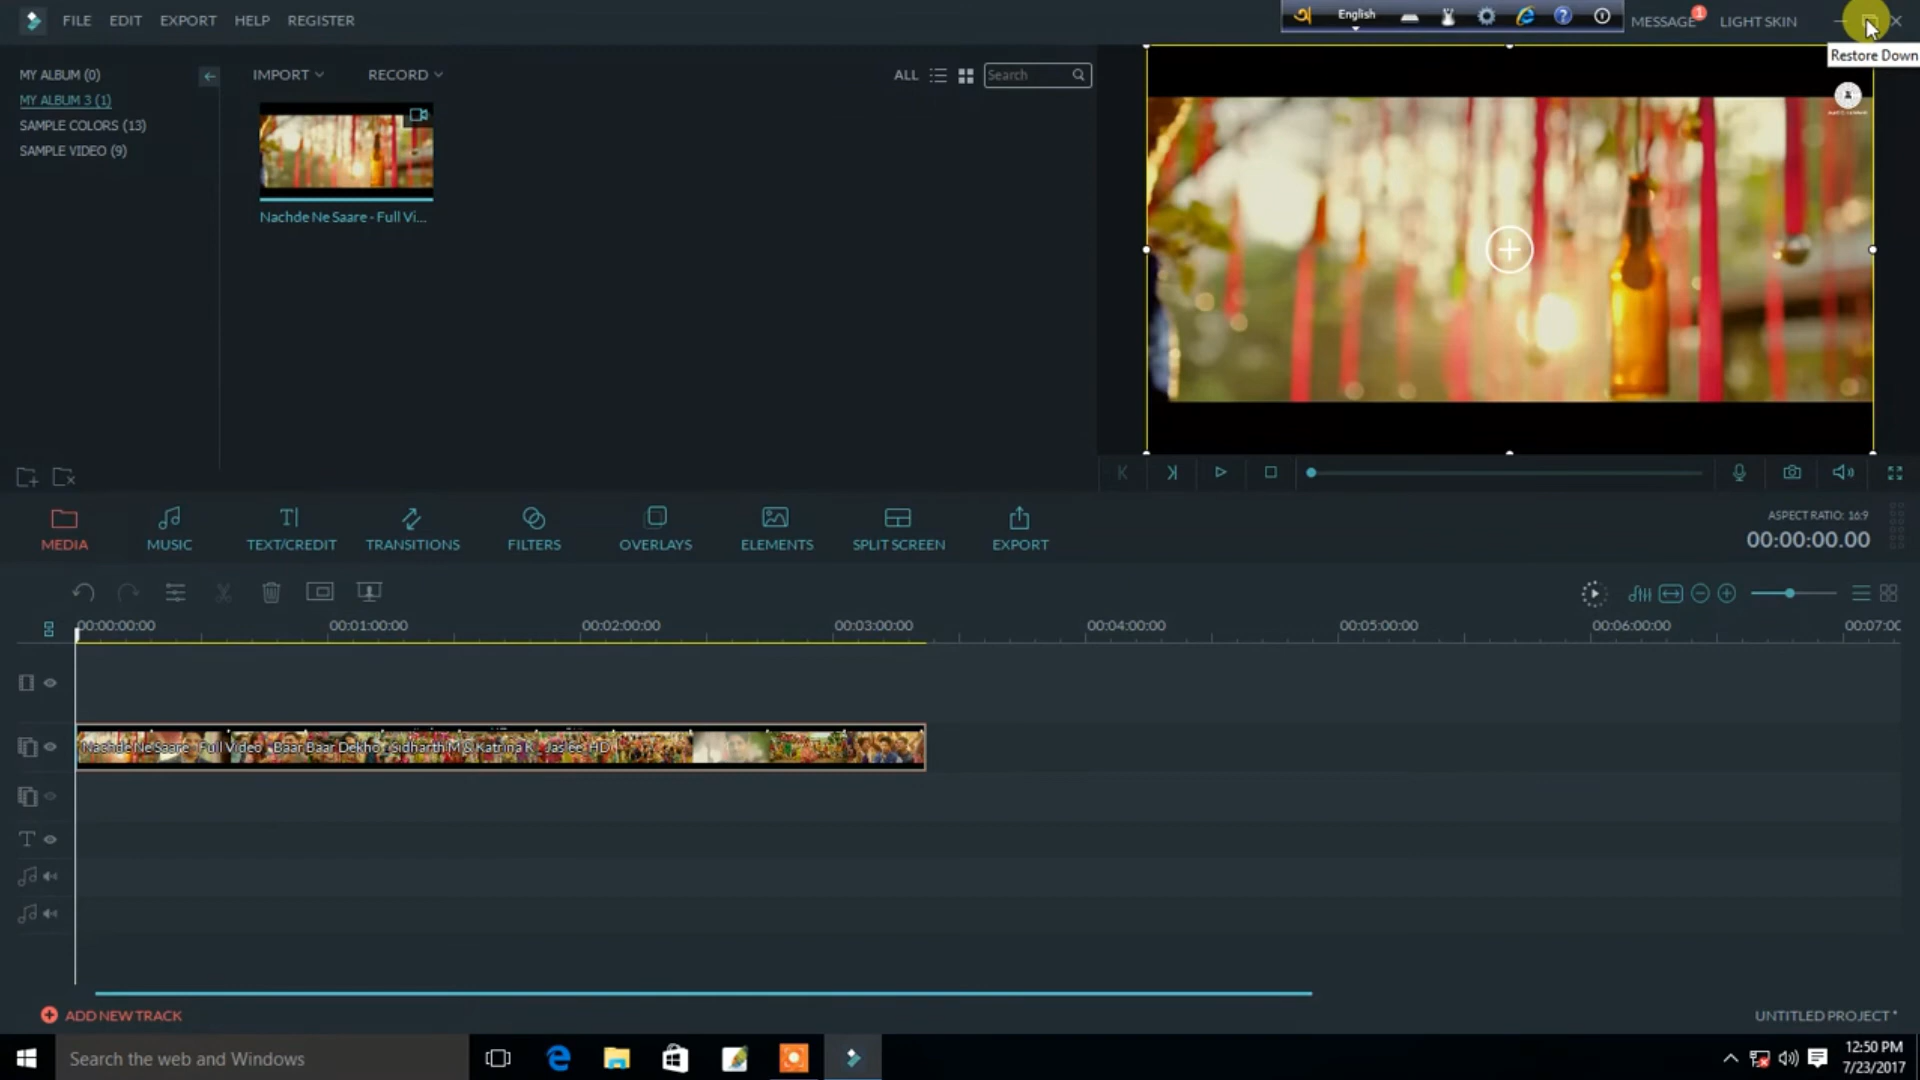 FILE EDIT EXPORT HELP REGISTER
English
MESSAGE 1 LIGHT SKIN
Restore Down
MY ALBUM (0)
MY ALBUM 3 (1)
SAMPLE COLORS (13)
SAMPLE VIDEO (9)
IMPORT RECORD
ALL Search
Nachde Ne Saare - Full Vi...
MEDIA MUSIC TEXT/CREDIT TRANSITIONS FILTERS OVERLAYS ELEMENTS SPLIT SCREEN EXPORT
ASPECT RATIO: 16:9
00:00:00.00
00:00:00:00 00:01:00:00 00:02:00:00 00:03:00:00 00:04:00:00 00:05:00:00 00:06:00:00 00:07:00
Nachde Ne Saare - Full Video - Baar Baar Dekho - Sidharth M & Katrina K - Jaslee HD
ADD NEW TRACK
UNTITLED PROJECT *
Search the web and Windows
12:50 PM
7/23/2017